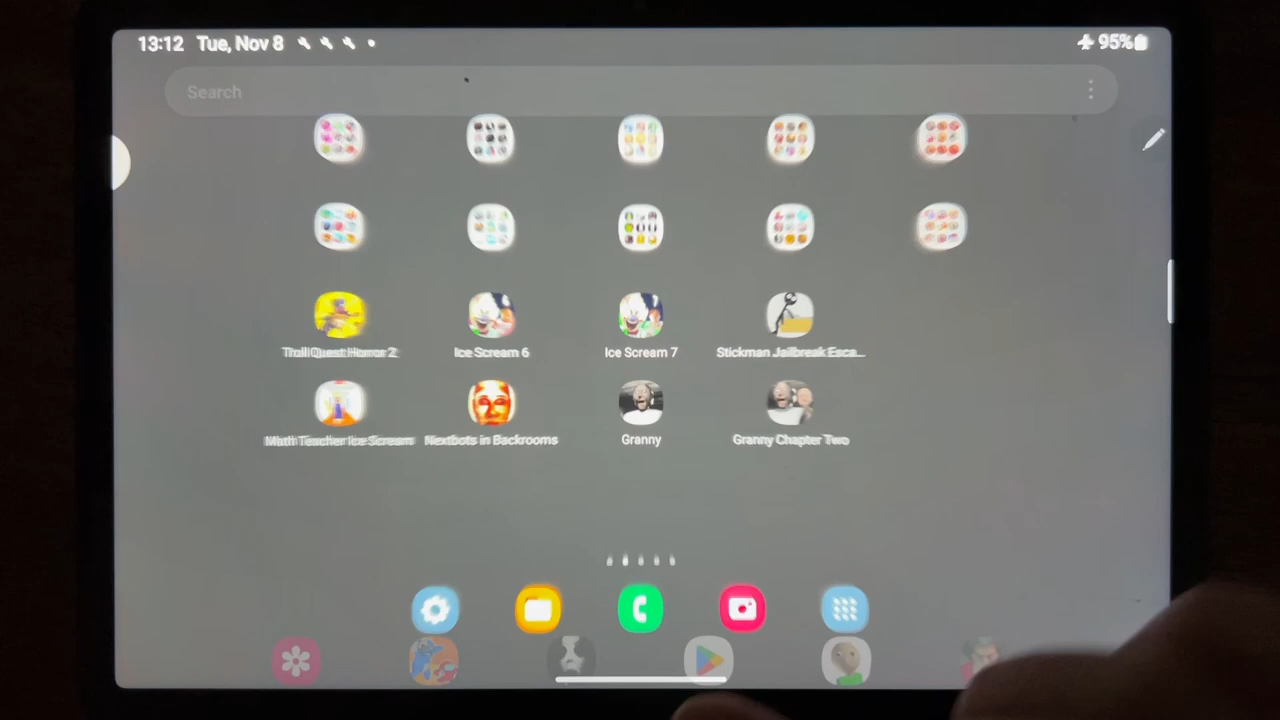 13:12 Tue, Nov 8
95%
Search
Troll Quest Horror 2
Ice Scream 6
Ice Scream 7
Stickman Jailbreak Esca...
Math Teacher Ice Scream
Nextbots in Backrooms
Granny
Granny Chapter Two